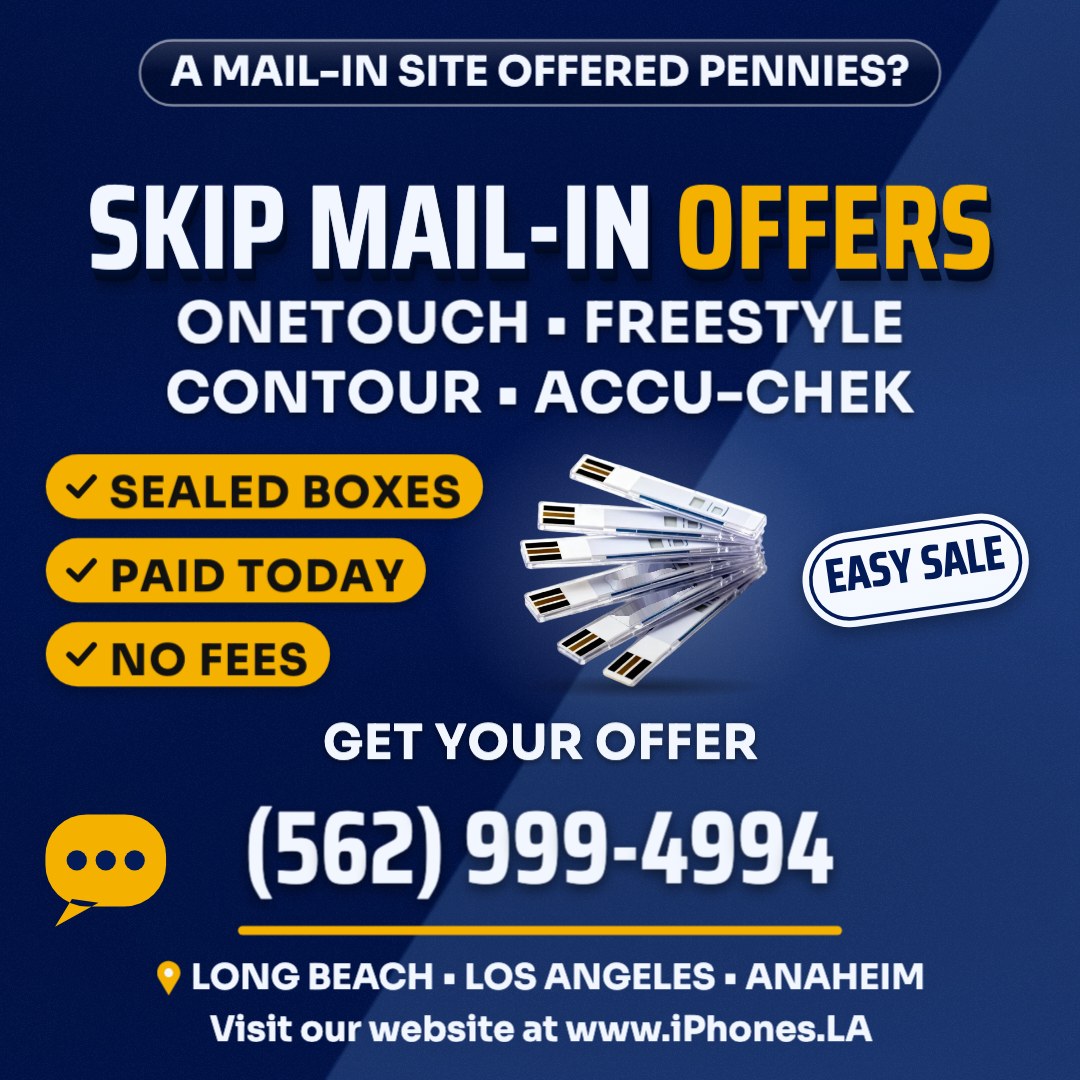 A MAIL-IN SITE OFFERED PENNIES?
SKIP MAIL-IN OFFERS
ONETOUCH ▪ FREESTYLE
CONTOUR ▪ ACCU-CHEK
✓ SEALED BOXES
✓ PAID TODAY
✓ NO FEES
EASY SALE
GET YOUR OFFER
(562) 999-4994
LONG BEACH ▪ LOS ANGELES ▪ ANAHEIM
Visit our website at www.iPhones.LA